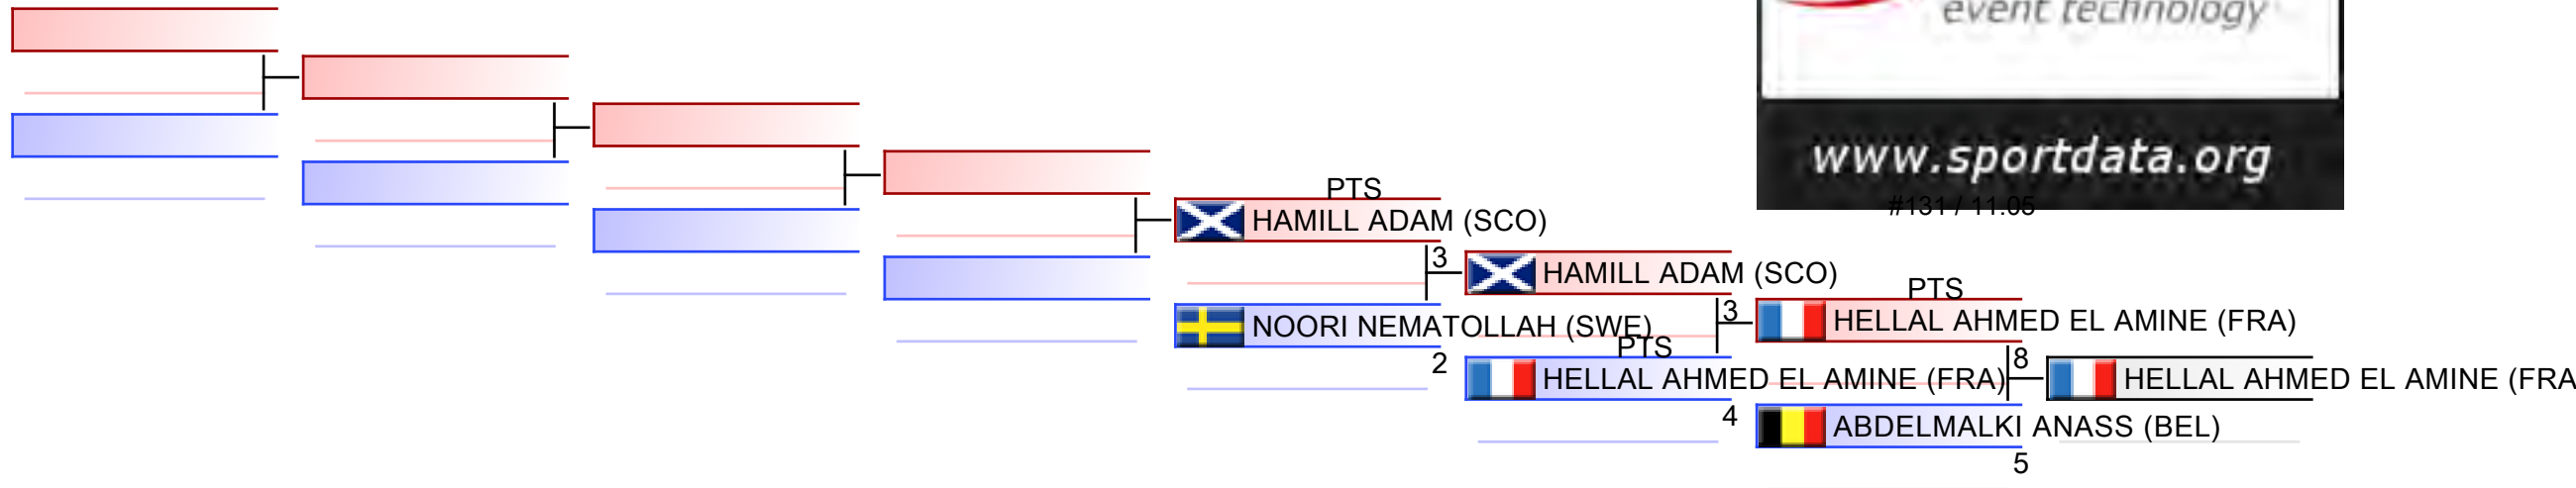 event technology
www.sportdata.org
#131 / 11.05
PTS
HAMILL ADAM (SCO)
3
NOORI NEMATOLLAH (SWE)
2
HAMILL ADAM (SCO)
3
PTS
HELLAL AHMED EL AMINE (FRA)
4
PTS
HELLAL AHMED EL AMINE (FRA)
8
ABDELMALKI ANASS (BEL)
5
HELLAL AHMED EL AMINE (FRA